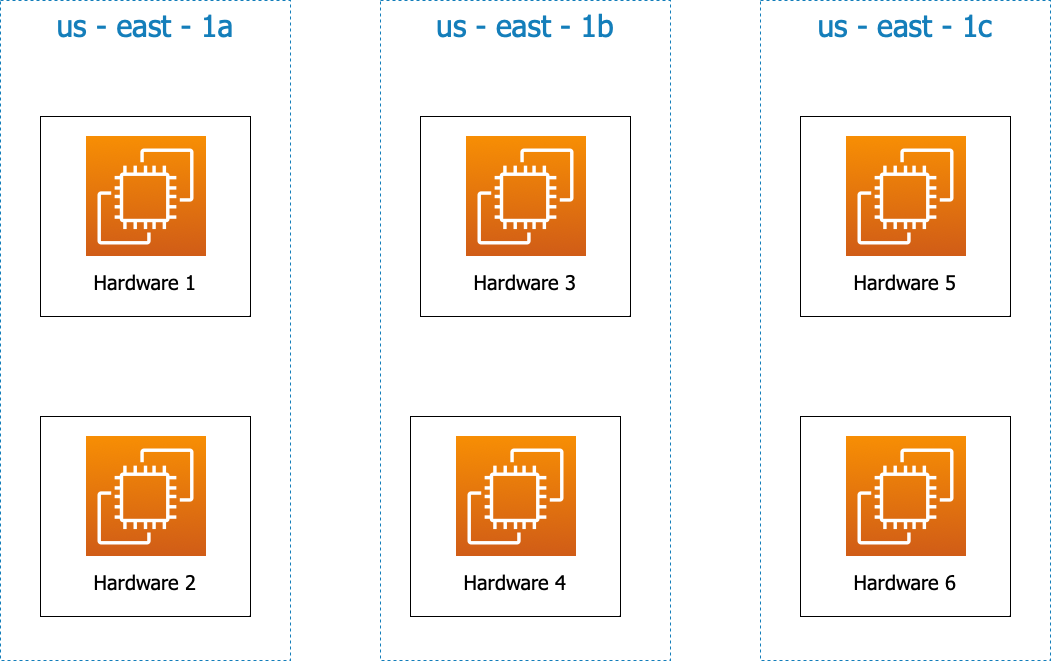 us - east - 1a
us - east - 1b
us - east - 1c
Hardware 1
Hardware 3
Hardware 5
Hardware 2
Hardware 4
Hardware 6